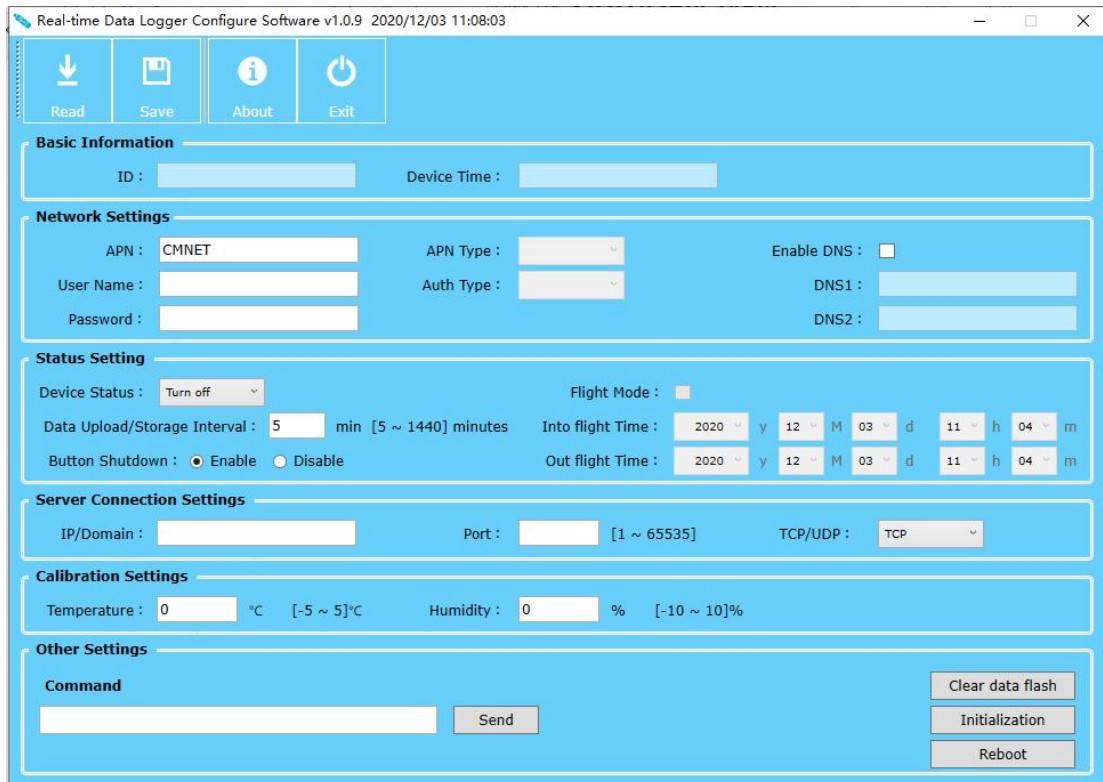 Real-time Data Logger Configure Software v1.0.9 2020/12/03 11:08:03
Read Save About Exit
Basic Information
ID : Device Time :
Network Settings
APN : CMNET APN Type : Enable DNS :
User Name : Auth Type : DNS1 :
Password : DNS2 :
Status Setting
Device Status : Turn off Flight Mode :
Data Upload/Storage Interval : 5 min [5 ~ 1440] minutes Into flight Time : 2020 y 12 M 03 d 11 h 04 m
Button Shutdown : Enable Disable Out flight Time : 2020 y 12 M 03 d 11 h 04 m
Server Connection Settings
IP/Domain : Port : [1 ~ 65535] TCP/UDP : TCP
Calibration Settings
Temperature : 0 °C [-5 ~ 5]°C Humidity : 0 % [-10 ~ 10]%
Other Settings
Command
Clear data flash
Send Initialization
Reboot